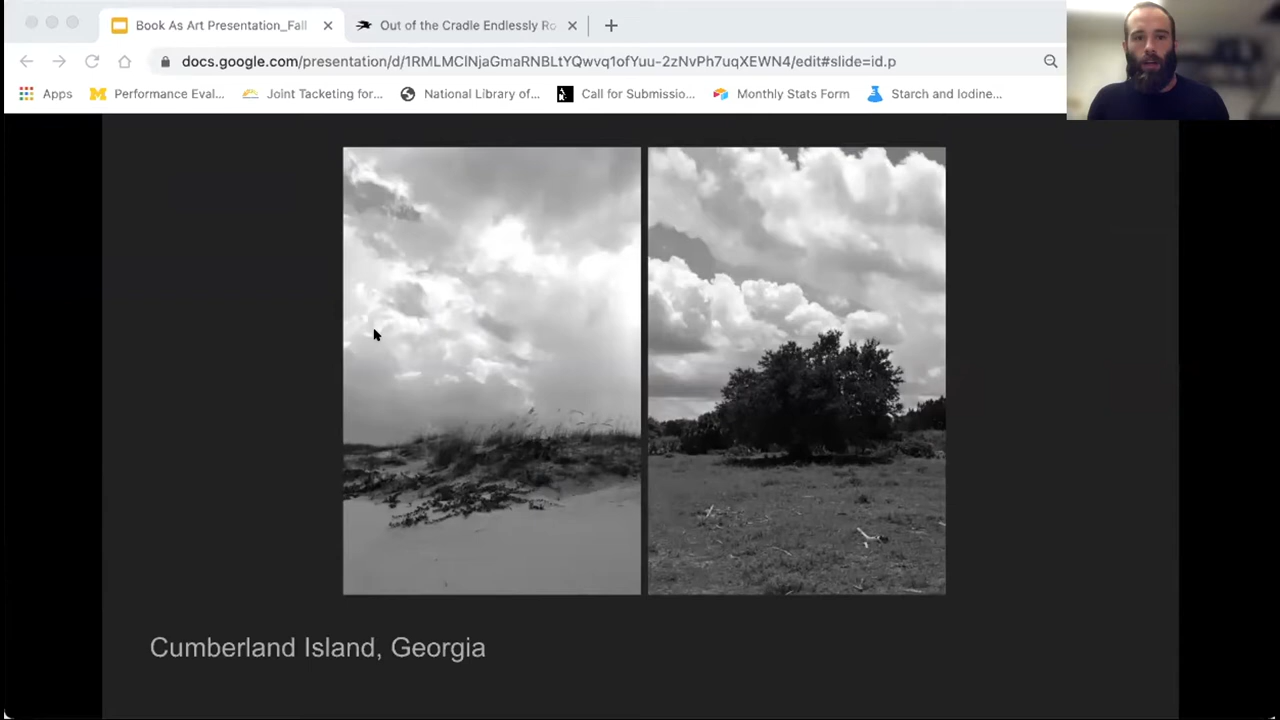 Book As Art Presentation_Fall
Out of the Cradle Endlessly Ro
docs.google.com/presentation/d/1RMLMClNjaGmaRNBLtYQwvq1ofYuu-2zNvPh7uqXEWN4/edit#slide=id.p
Apps
Performance Eval...
Joint Tacketing for...
National Library of...
Call for Submissio...
Monthly Stats Form
Starch and Iodine...
Cumberland Island, Georgia